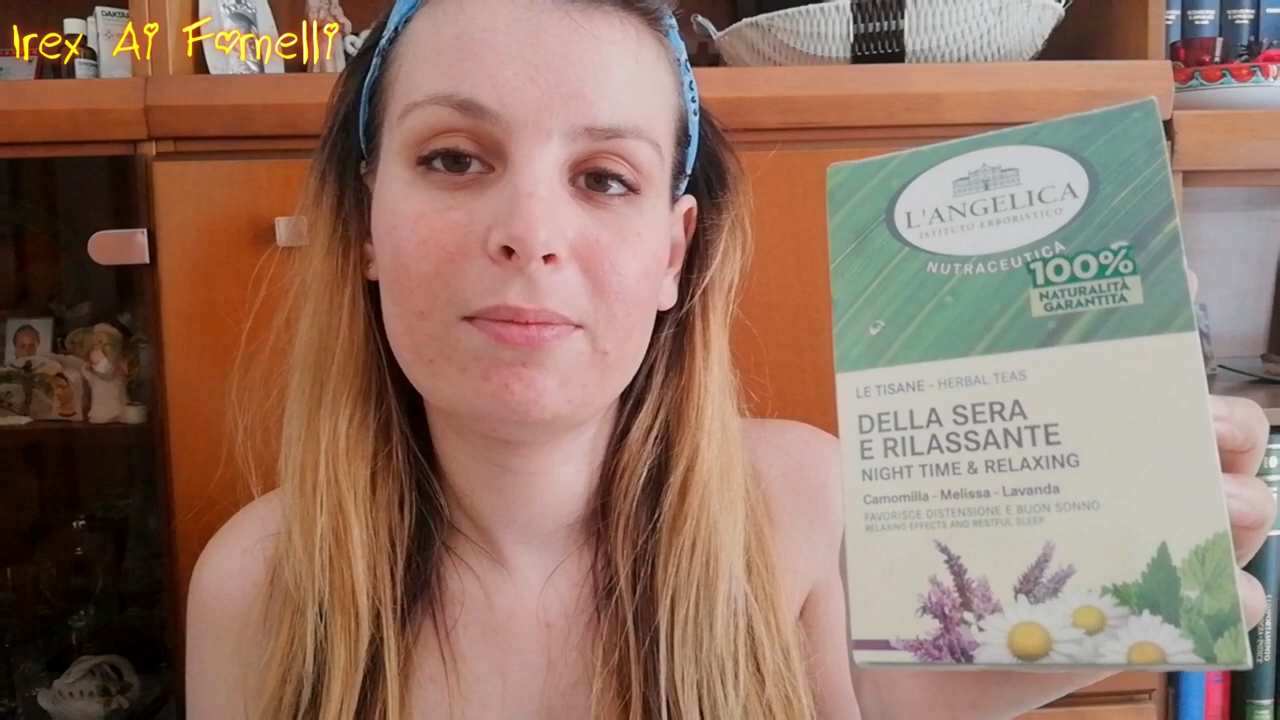 Irex Ai Fornelli
DAKTA
L'ANGELICA
ISTITUTO ERBORISTICO
NUTRACEUTICA
100%
NATURALITÀ
GARANTITA
LE TISANE - HERBAL TEAS
DELLA SERA
E RILASSANTE
NIGHT TIME & RELAXING
Camomilla - Melissa - Lavanda
FAVORISCE DISTENSIONE E BUON SONNO
RELAXING EFFECTS AND RESTFUL SLEEP